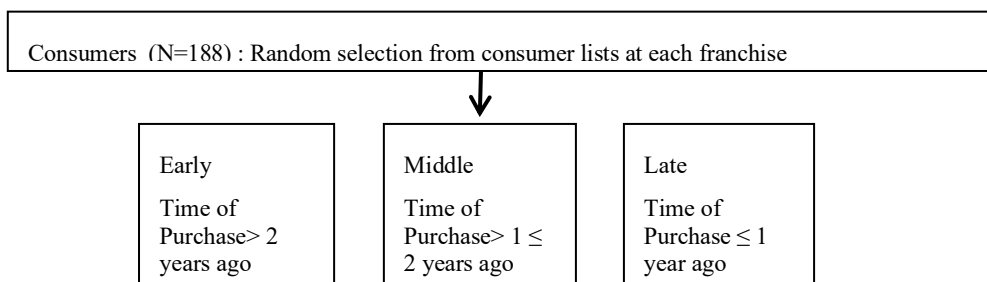 Consumers (N=188) : Random selection from consumer lists at each franchise
Early
Time of
Purchase> 2
years ago
Middle
Time of
Purchase> 1 ≤
2 years ago
Late
Time of
Purchase ≤ 1
year ago